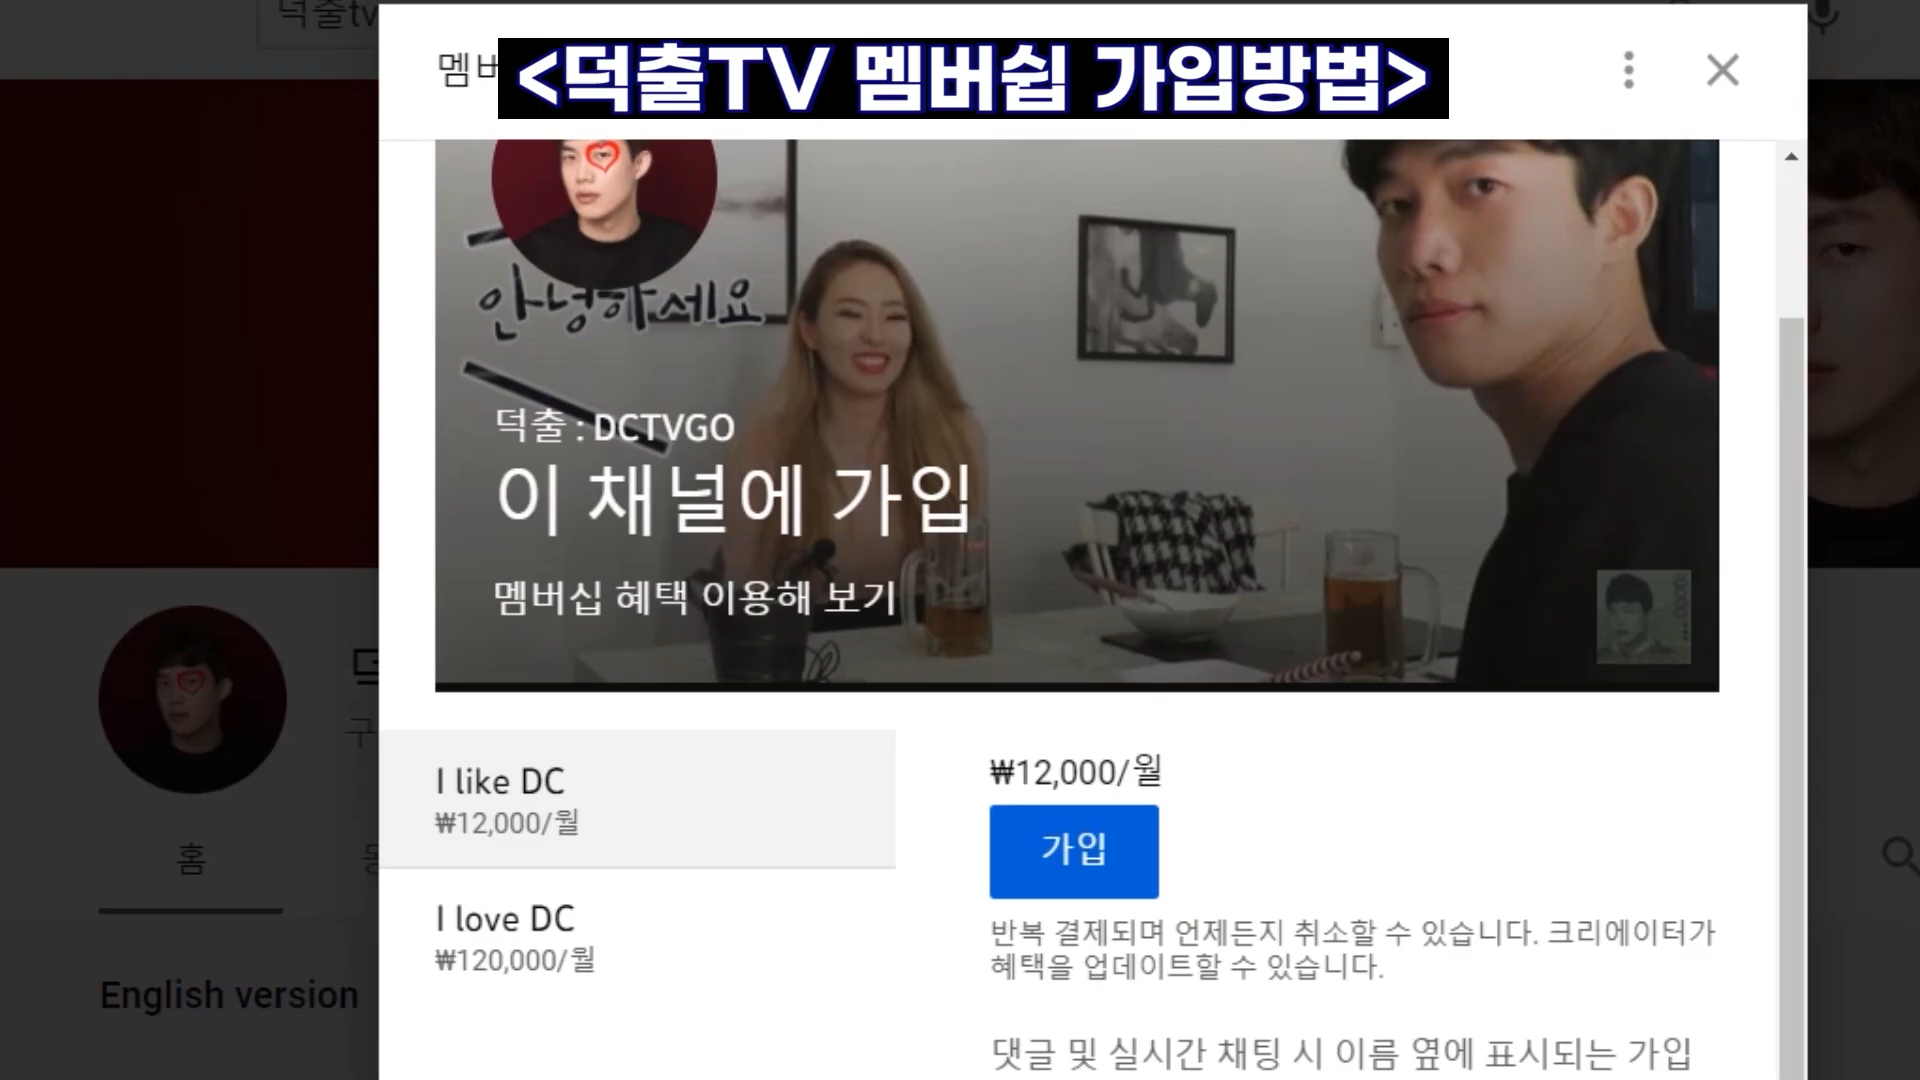 덕출tv
<덕출TV 멤버쉽 가입방법>
안녕하세요
덕출 : DCTVGO
이 채널에 가입
멤버십 혜택 이용해 보기
I like DC
₩12,000/월
I love DC
₩120,000/월
₩12,000/월
가입
반복 결제되며 언제든지 취소할 수 있습니다. 크리에이터가
혜택을 업데이트할 수 있습니다.
댓글 및 실시간 채팅 시 이름 옆에 표시되는 가입
홈
English version